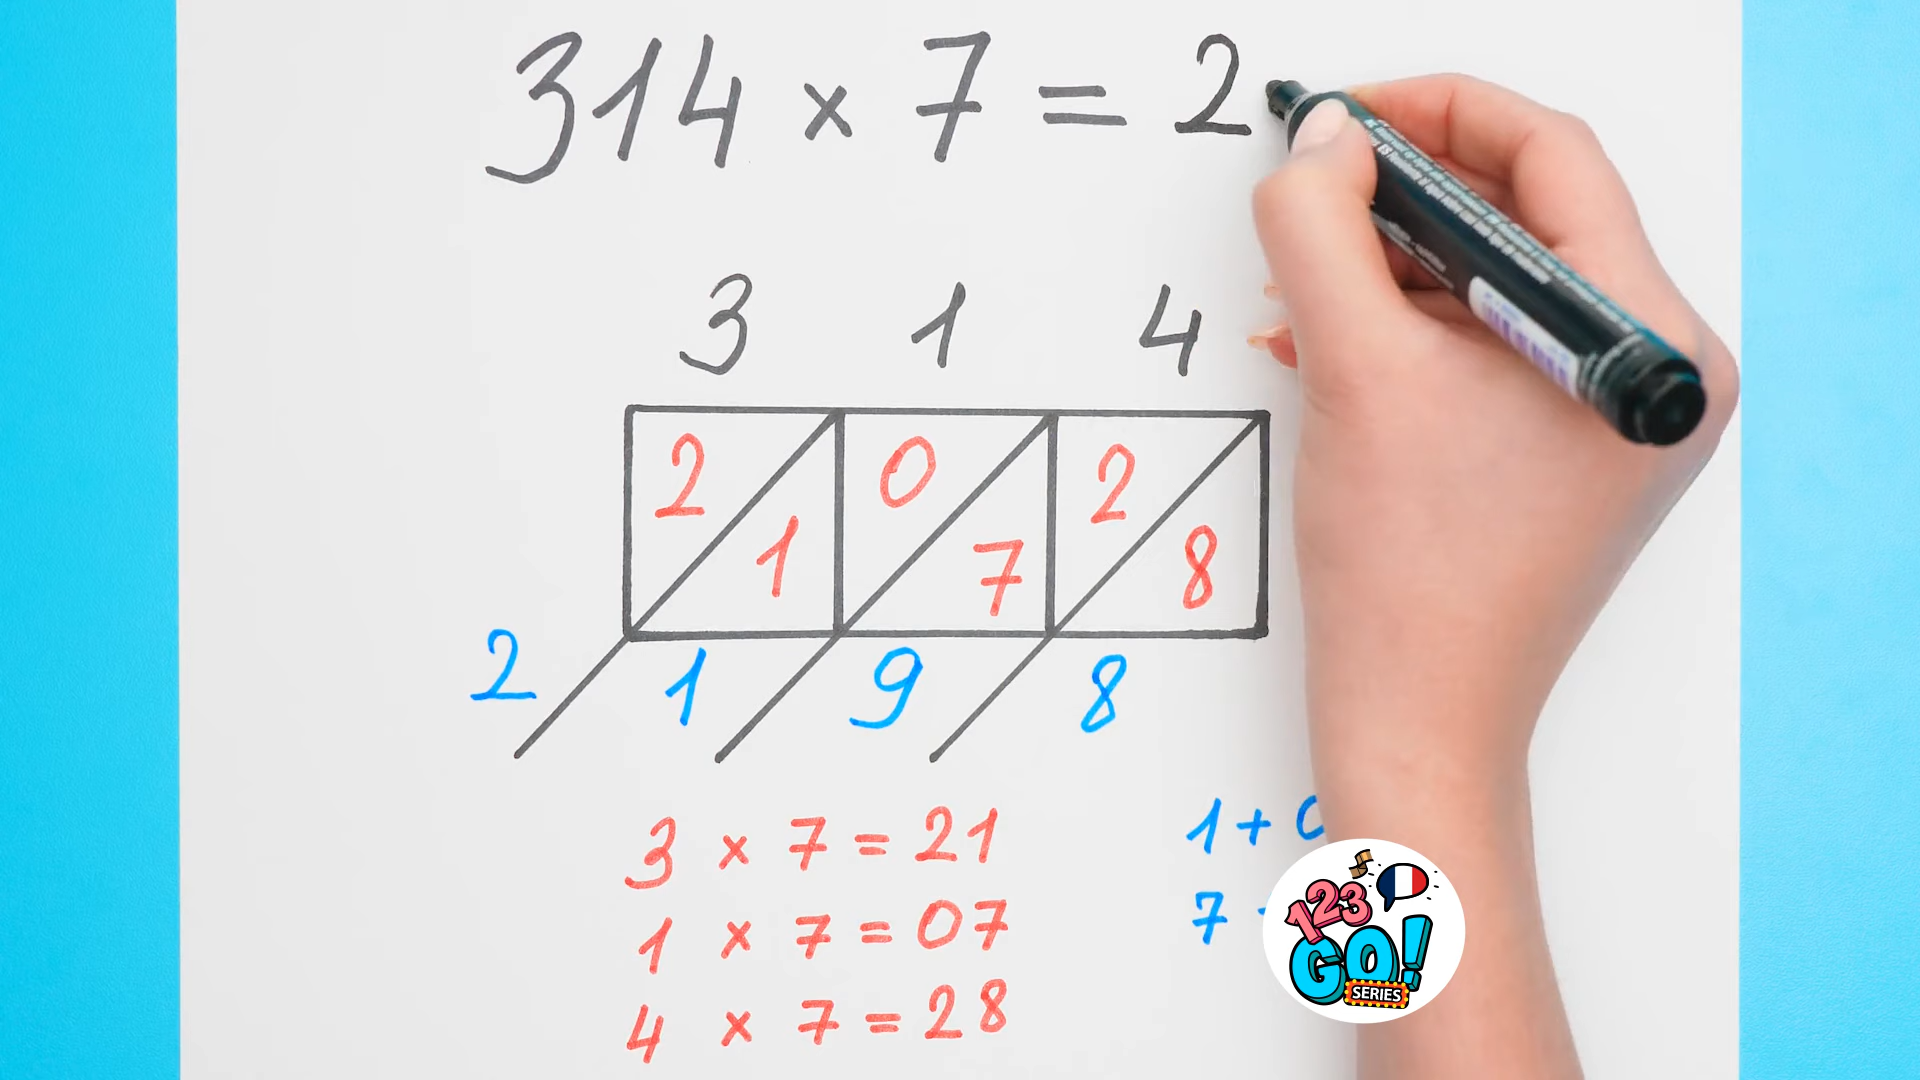 314 × 7 = 2
3 1 4
2 0 2
1 7 8
2 1 9 8
3 × 7 = 21
1 × 7 = 07
4 × 7 = 28
1 +
7
123
GO!
SERIES